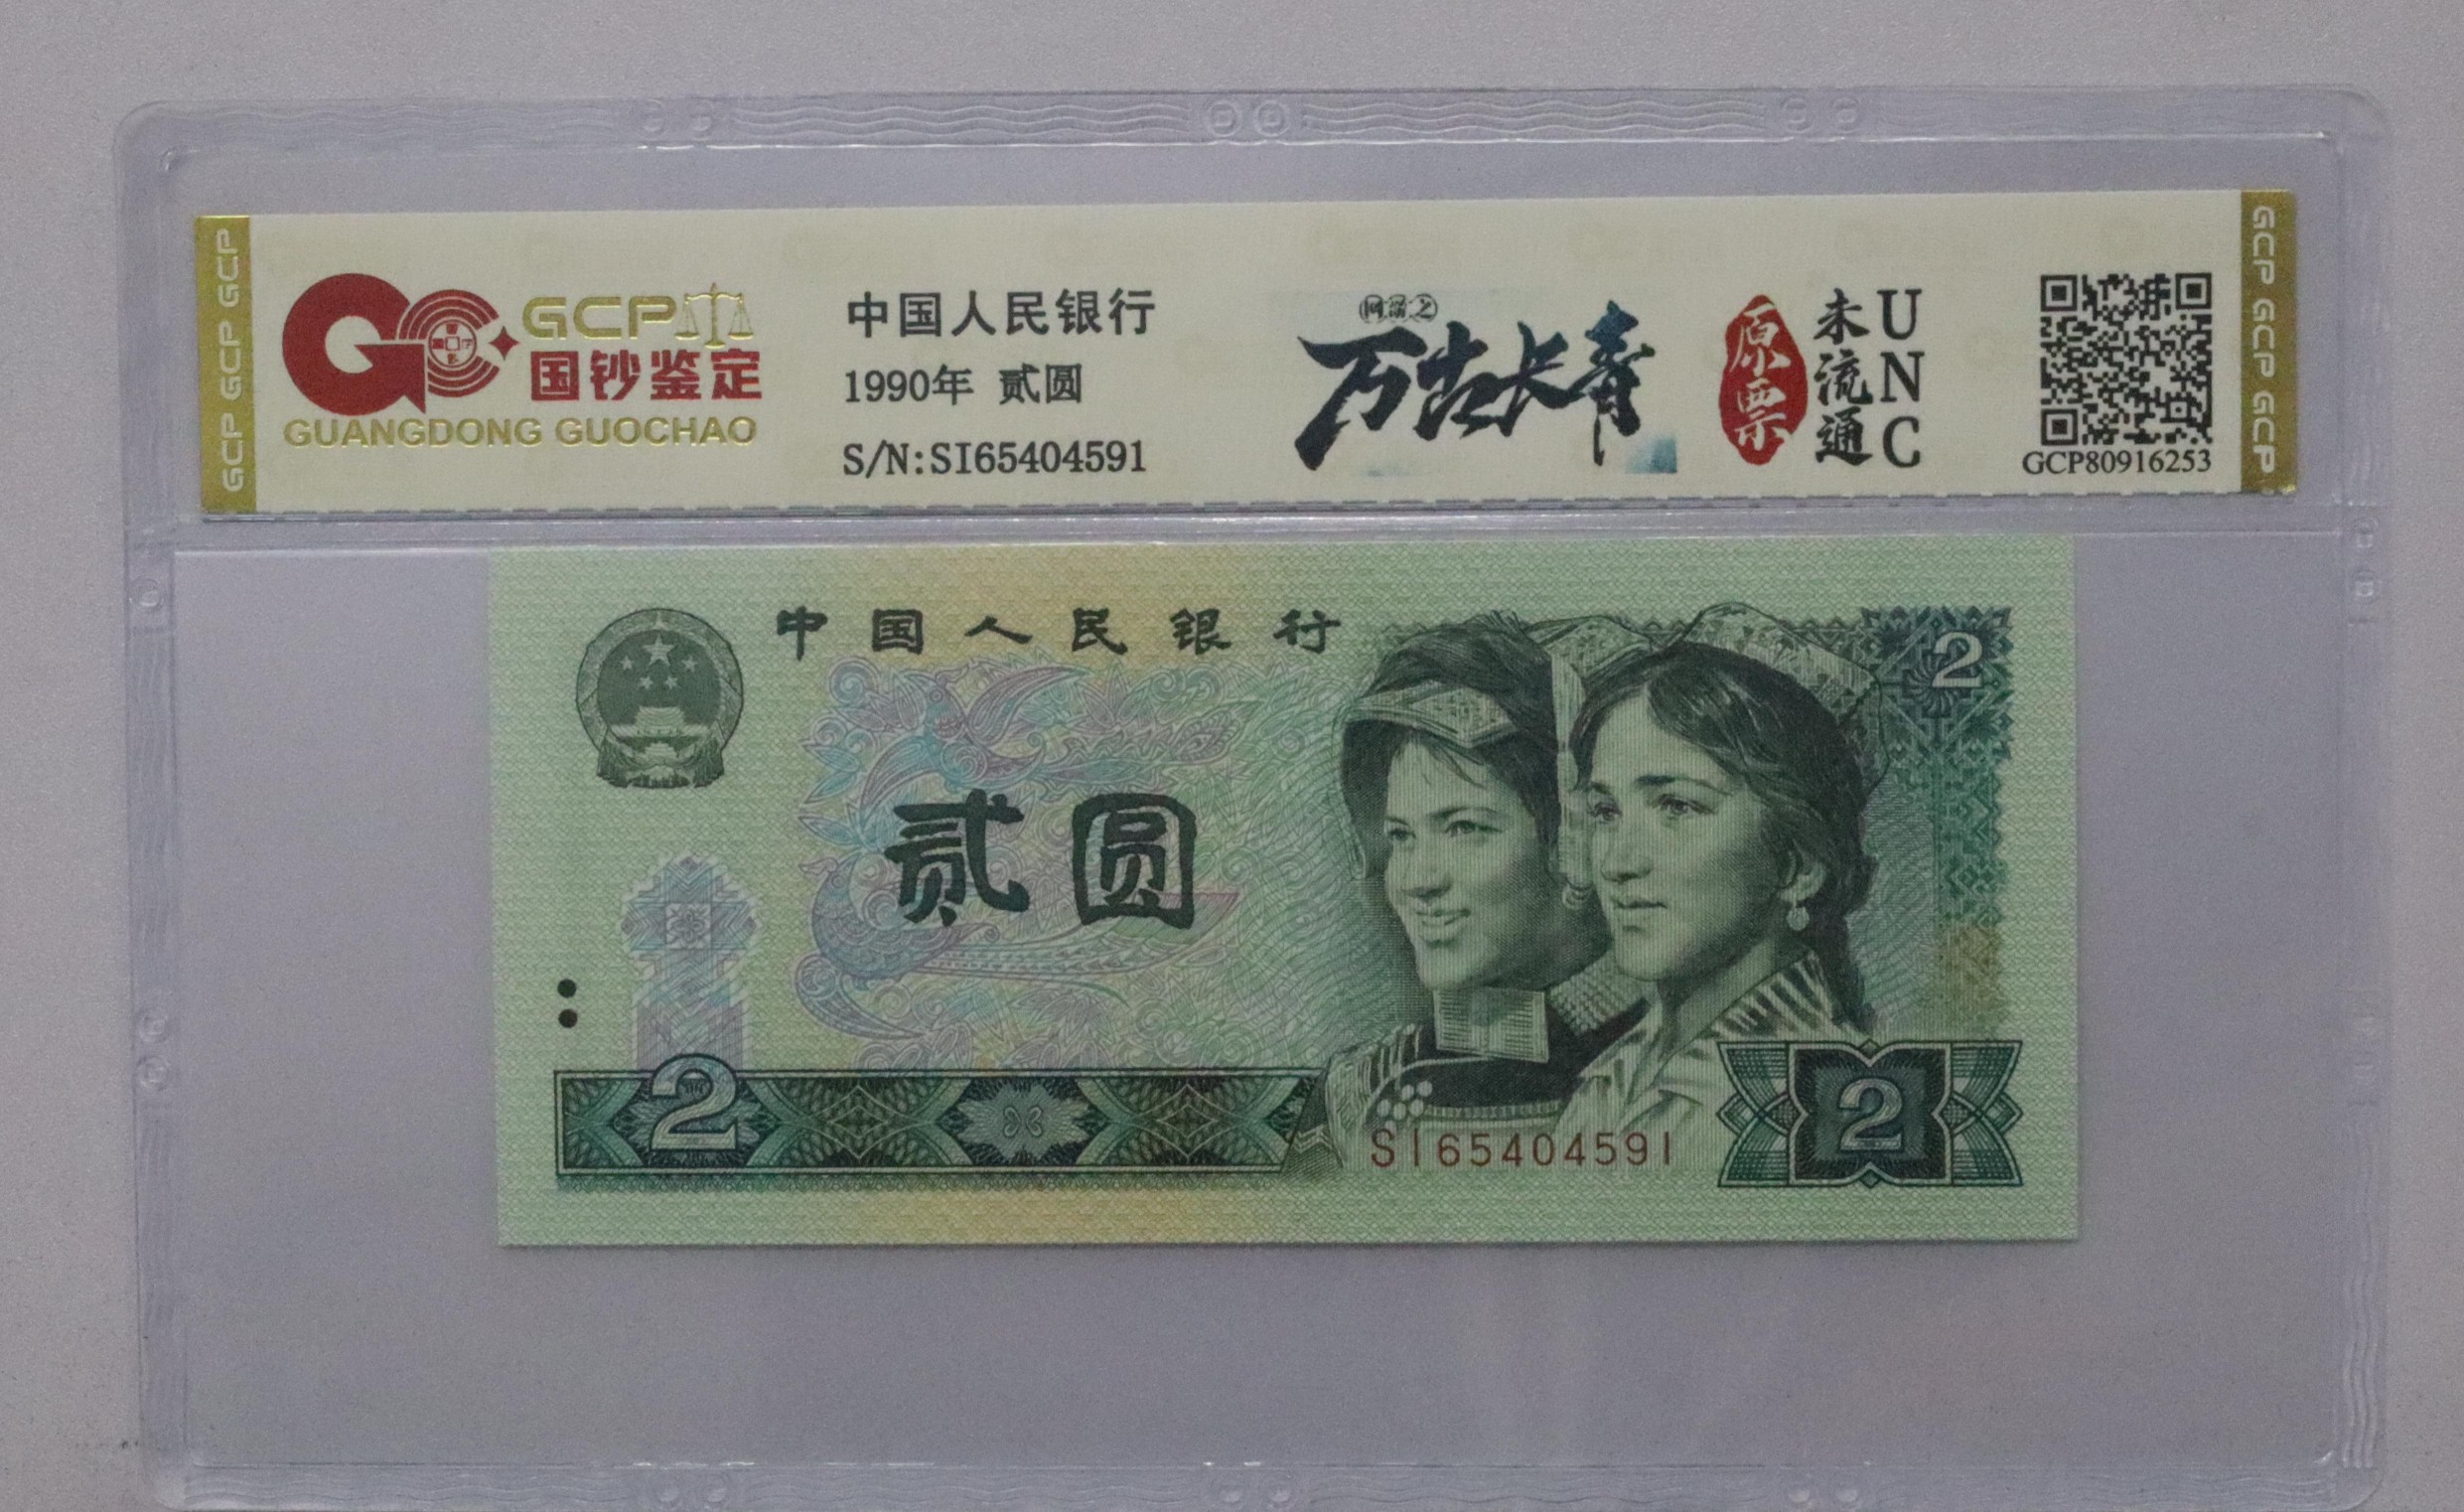 GCP GCP GCP
GCP
国钞鉴定
GUANGDONG GUOCHAO
中国人民银行
1990年 贰圆
S/N:SI65404591
万古长青
原票
未流通
UNC
GCP80916253
GCP GCP GCP
中国人民银行
2
贰圆
2
SI65404591
2